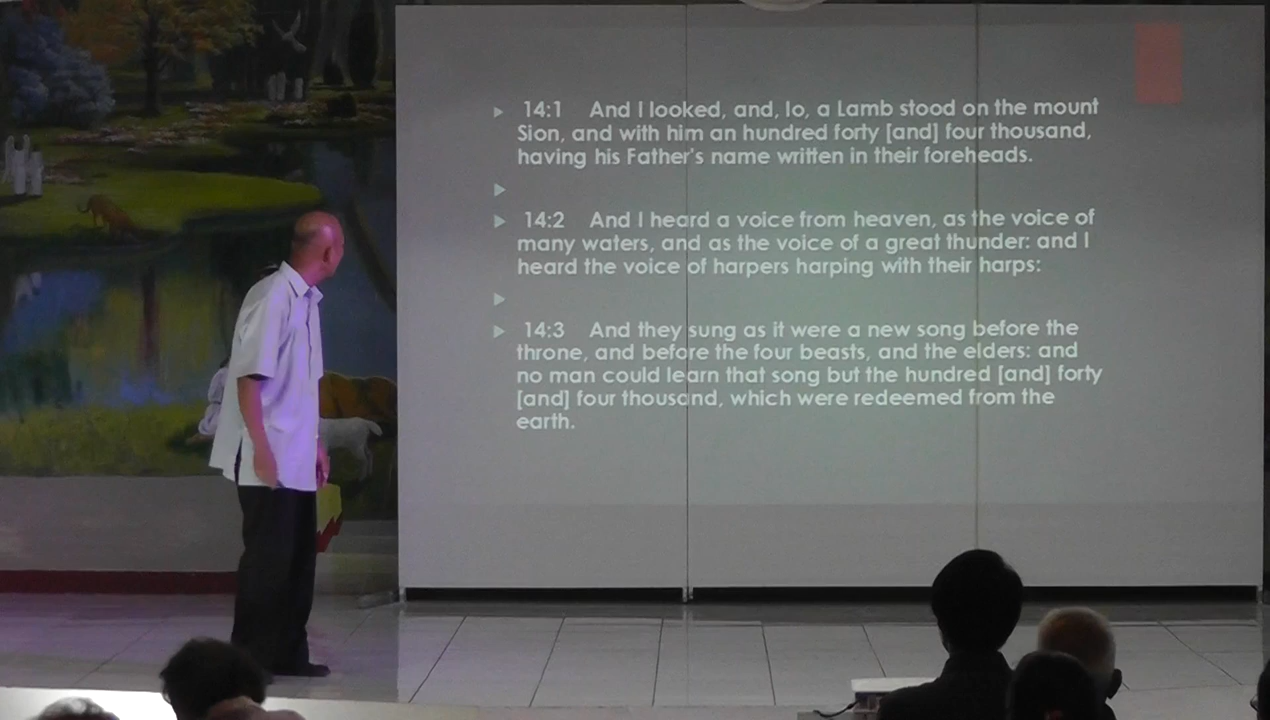 14:1 And I looked, and, lo, a Lamb stood on the mount
Sion, and with him an hundred forty [and] four thousand,
having his Father's name written in their foreheads.
14:2 And I heard a voice from heaven, as the voice of
many waters, and as the voice of a great thunder: and I
heard the voice of harpers harping with their harps:
14:3 And they sung as it were a new song before the
throne, and before the four beasts, and the elders: and
no man could learn that song but the hundred [and] forty
[and] four thousand, which were redeemed from the
earth.